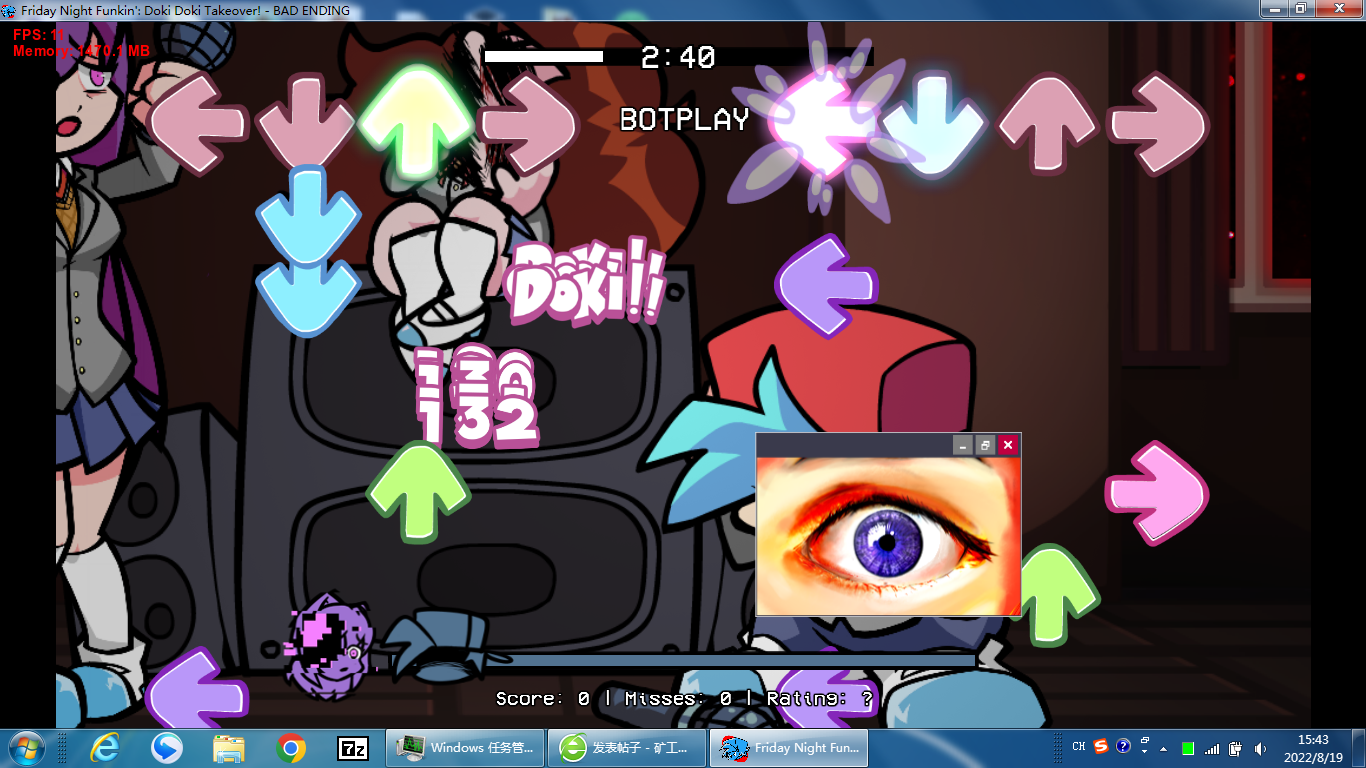 Friday Night Funkin': Doki Doki Takeover! - BAD ENDING
FPS: 11
Memory: 1470.1 MB
2:40
BOTPLAY
Doki!!
132
Score: 0 | Misses: 0 | Rating: ?
7z
Windows 任务管...
发表帖子 - 矿工...
Friday Night Fun...
CH
15:43
2022/8/19